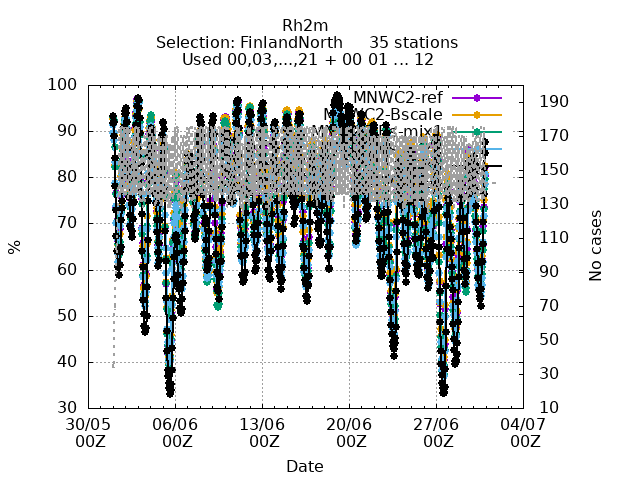 Rh2m
Selection: FinlandNorth 35 stations
Used 00,03,...,21 + 00 01 ... 12
100 90 80 70 60 50 40 30
%
MNWC2-ref
MNWC2-Bscale
-mix1
190 170 150 130 110 90 70 50 30 10
No cases
30/05 06/06 13/06 20/06 27/06 04/07
00Z 00Z 00Z 00Z 00Z 00Z
Date